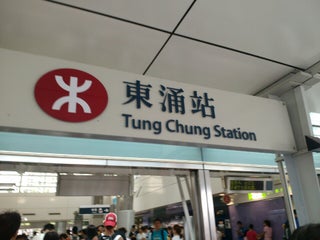 東涌站
Tung Chung Station